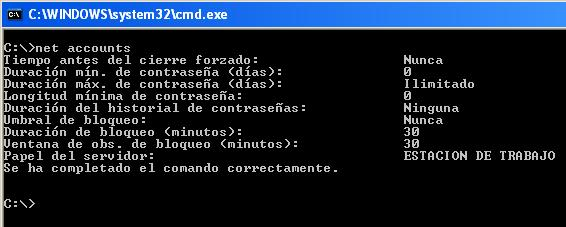 C:\WINDOWS\system32\cmd.exe
C:\>net accounts
Tiempo antes del cierre forzado: Nunca
Duración mín. de contraseña (días): 0
Duración máx. de contraseña (días): Ilimitado
Longitud mínima de contraseña: 0
Duración del historial de contraseñas: Ninguna
Umbral de bloqueo: Nunca
Duración de bloqueo (minutos): 30
Ventana de obs. de bloqueo (minutos): 30
Papel del servidor: ESTACION DE TRABAJO
Se ha completado el comando correctamente.
C:\>